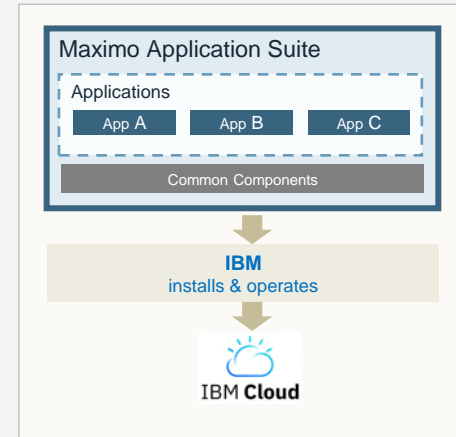 Maximo Application Suite
Applications
App A App B App C
Common Components
IBM
installs & operates
IBM Cloud